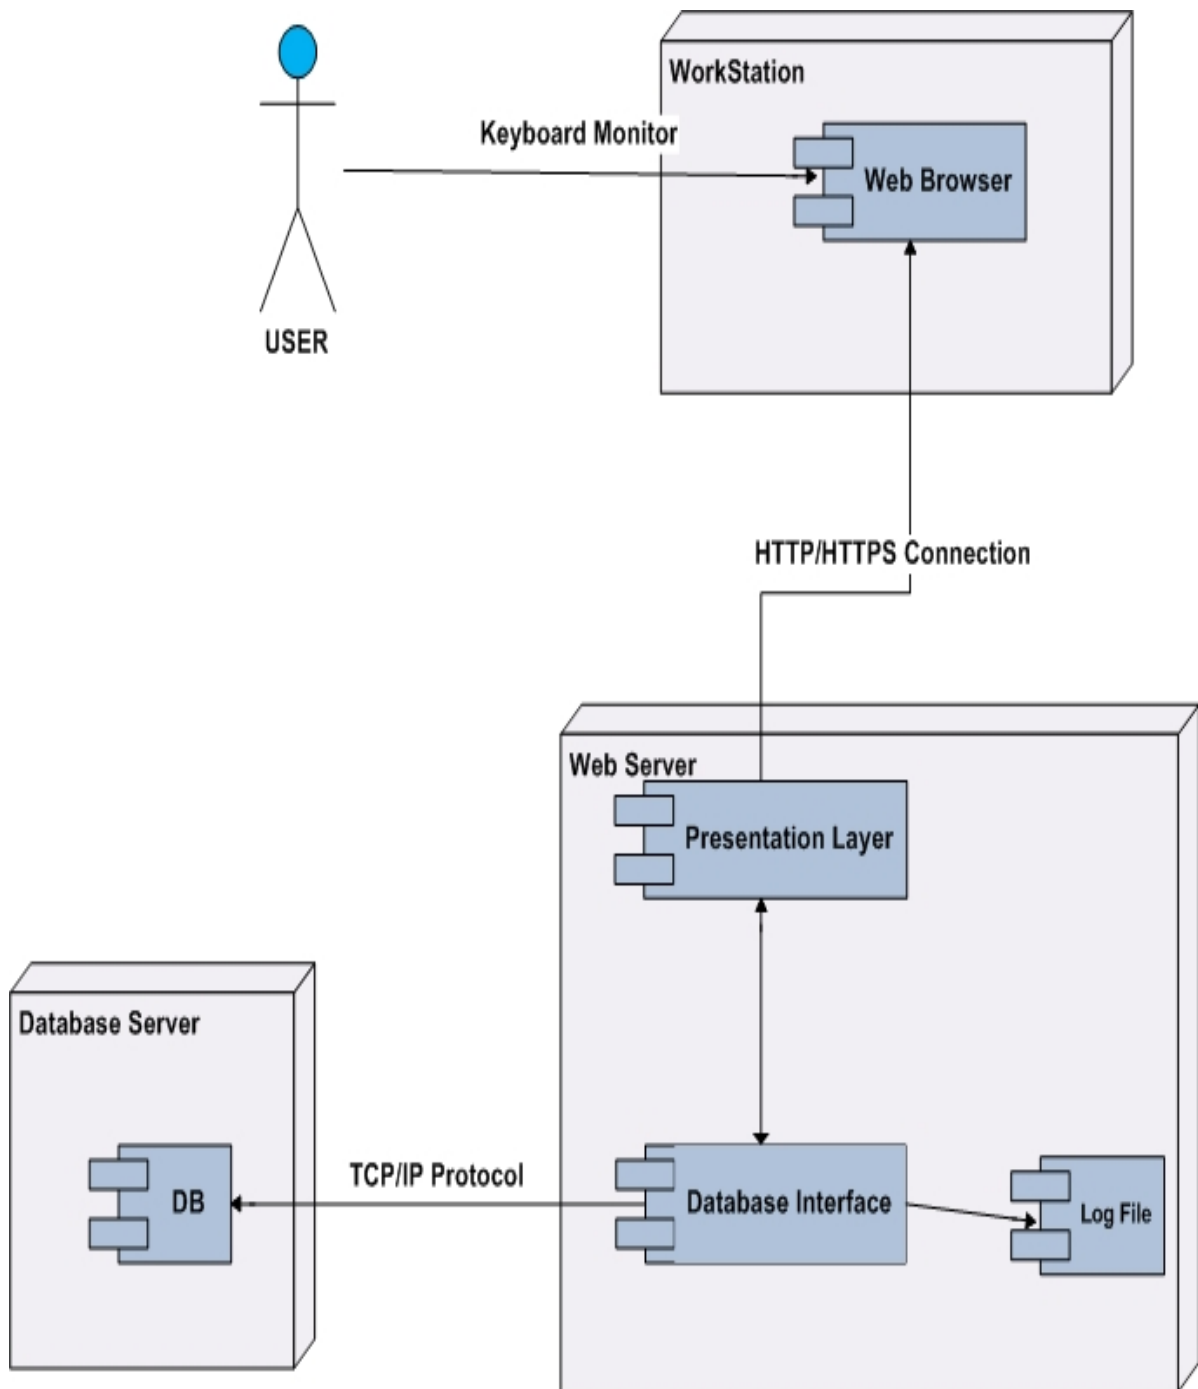 WorkStation
Keyboard Monitor
Web Browser
USER
HTTP/HTTPS Connection
Web Server
Presentation Layer
Database Server
TCP/IP Protocol
DB
Database Interface
Log File